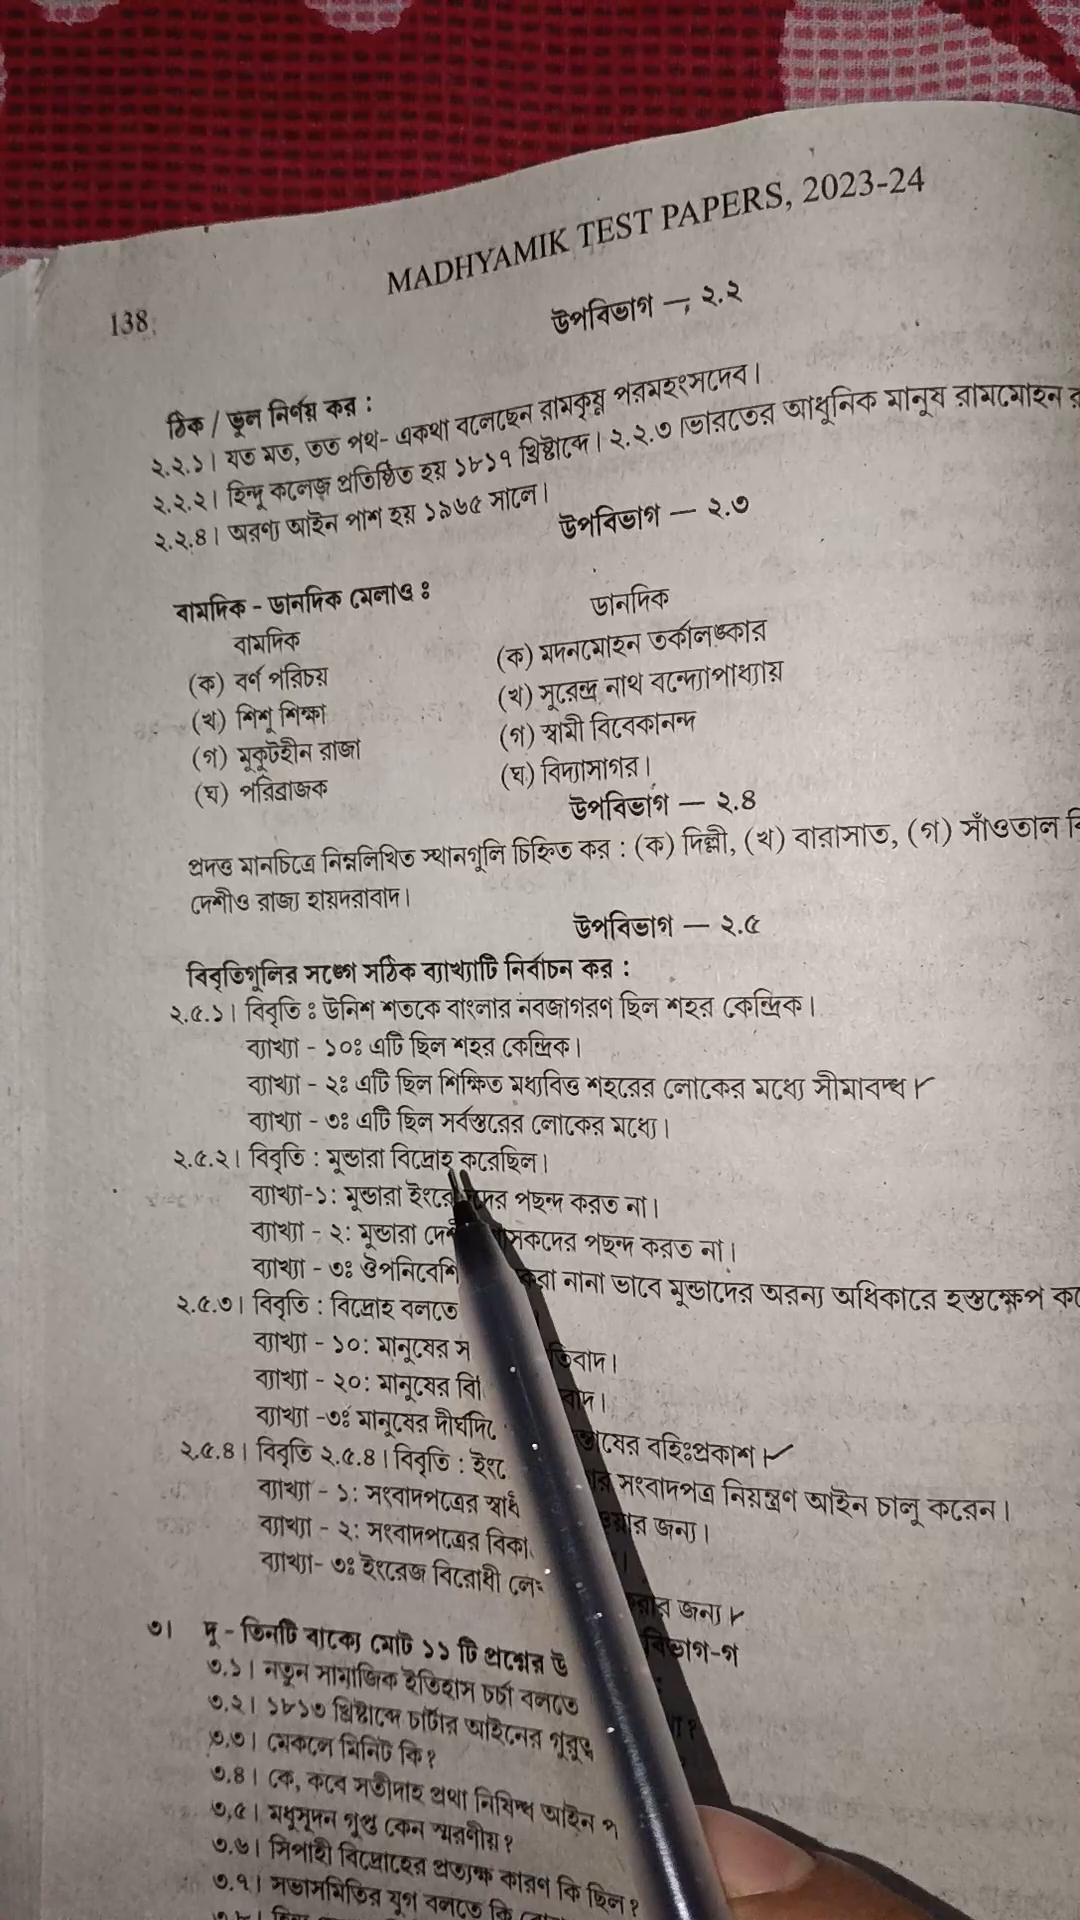 MADHYAMIK TEST PAPERS, 2023-24
138
উপবিভাগ — ২.২
ঠিক / ভুল নির্ণয় কর :
২.২.১। যত মত, তত পথ- একথা বলেছেন রামকৃষ্ণ পরমহংসদেব।
২.২.২। হিন্দু কলেজ প্রতিষ্ঠিত হয় ১৮১৭ খ্রিষ্টাব্দে। ২.২.৩ ভারতের আধুনিক মানুষ রামমোহন
২.২.৪। অরণ্য আইন পাশ হয় ১৯৬৫ সালে।
উপবিভাগ — ২.৩
বামদিক - ডানদিক মেলাও ঃ
বামদিক ডানদিক
(ক) বর্ণ পরিচয় (ক) মদনমোহন তর্কালঙ্কার
(খ) শিশু শিক্ষা (খ) সুরেন্দ্র নাথ বন্দ্যোপাধ্যায়
(গ) মুকুটহীন রাজা (গ) স্বামী বিবেকানন্দ
(ঘ) পরিব্রাজক (ঘ) বিদ্যাসাগর।
উপবিভাগ — ২.৪
প্রদত্ত মানচিত্রে নিম্নলিখিত স্থানগুলি চিহ্নিত কর : (ক) দিল্লী, (খ) বারাসাত, (গ) সাঁওতাল
দেশীও রাজ্য হায়দরাবাদ।
উপবিভাগ — ২.৫
বিবৃতিগুলির সঙ্গে সঠিক ব্যাখ্যাটি নির্বাচন কর :
২.৫.১। বিবৃতি ঃ উনিশ শতকে বাংলার নবজাগরণ ছিল শহর কেন্দ্রিক।
ব্যাখ্যা - ১০ঃ এটি ছিল শহর কেন্দ্রিক।
ব্যাখ্যা - ২ঃ এটি ছিল শিক্ষিত মধ্যবিত্ত শহরের লোকের মধ্যে সীমাবদ্ধ।
ব্যাখ্যা - ৩ঃ এটি ছিল সর্বস্তরের লোকের মধ্যে।
২.৫.২। বিবৃতি : মুন্ডারা বিদ্রোহ করেছিল।
ব্যাখ্যা-১: মুন্ডারা ইংরে দের পছন্দ করত না।
ব্যাখ্যা - ২: মুন্ডারা দেশ সকদের পছন্দ করত না।
ব্যাখ্যা - ৩ঃ ঔপনিবেশি করা নানা ভাবে মুন্ডাদের অরন্য অধিকারে হস্তক্ষেপ
২.৫.৩। বিবৃতি : বিদ্রোহ বলতে
ব্যাখ্যা - ১০: মানুষের স তিবাদ।
ব্যাখ্যা - ২০: মানুষের বি বাদ।
ব্যাখ্যা -৩ঃ মানুষের দীর্ঘদি ষের বহিঃপ্রকাশ।
২.৫.৪। বিবৃতি ২.৫.৪। বিবৃতি : ইংে র সংবাদপত্র নিয়ন্ত্রণ আইন চালু করেন।
ব্যাখ্যা - ১: সংবাদপত্রের স্বাধ ওয়ার জন্য।
ব্যাখ্যা - ২: সংবাদপত্রের বিকা
ব্যাখ্যা- ৩ঃ ইংরেজ বিরোধী লে রার জন্য।
বিভাগ-গ
৩। দু - তিনটি বাক্যে মোট ১১ টি প্রশ্নের উ
৩.১। নতুন সামাজিক ইতিহাস চর্চা বলতে
৩.২। ১৮১৩ খ্রিষ্টাব্দে চার্টার আইনের গুরুত্ব
৩.৩। মেকলে মিনিট কি?
৩.৪। কে, কবে সতীদাহ প্রথা নিষিদ্ধ আইন প
৩.৫। মধুসূদন গুপ্ত কেন স্মরণীয়?
৩.৬। সিপাহী বিদ্রোহের প্রত্যক্ষ কারণ কি ছিল?
৩.৭। সভাসমিতির যুগ বলতে কি